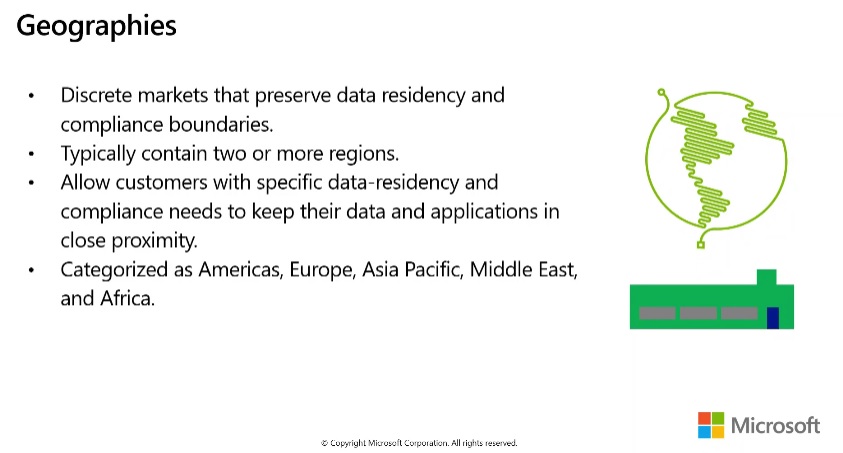 Geographies
• Discrete markets that preserve data residency and
compliance boundaries.
• Typically contain two or more regions.
• Allow customers with specific data-residency and
compliance needs to keep their data and applications in
close proximity.
• Categorized as Americas, Europe, Asia Pacific, Middle East,
and Africa.
Microsoft
© Copyright Microsoft Corporation. All rights reserved.